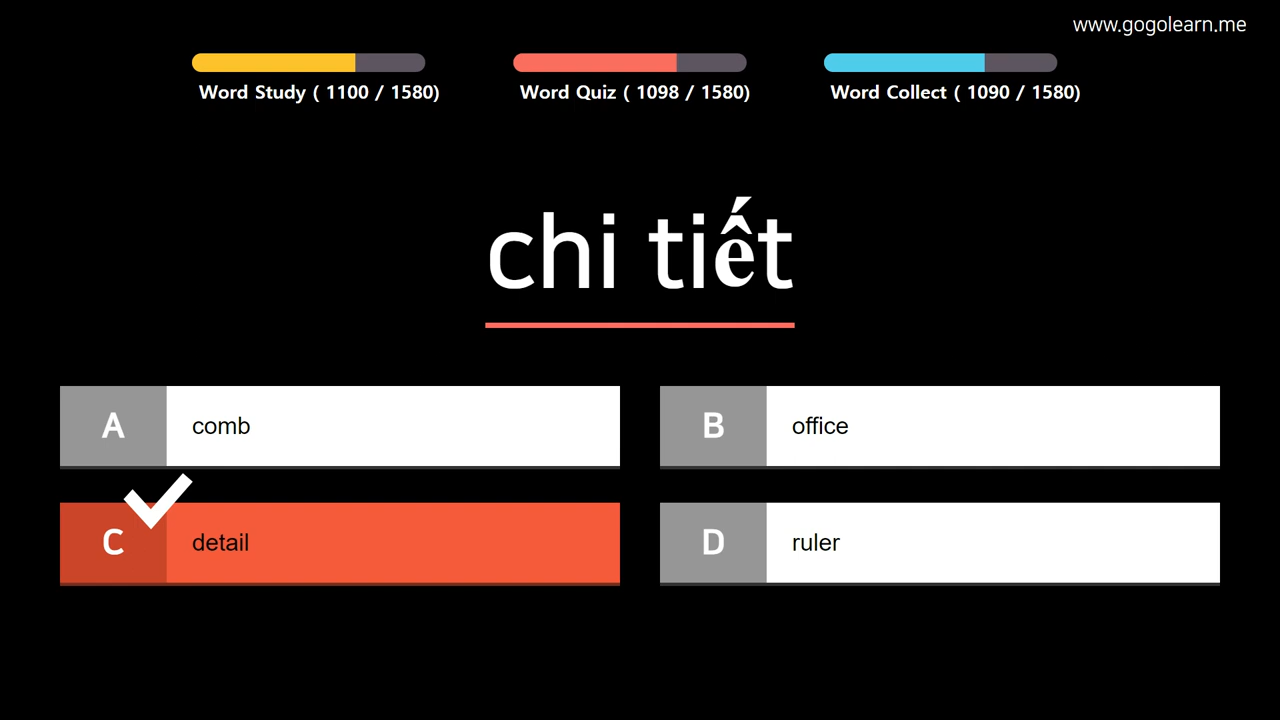 www.gogolearn.me
Word Study ( 1100 / 1580)
Word Quiz ( 1098 / 1580)
Word Collect ( 1090 / 1580)
chi tiết
A comb
B office
C detail
D ruler